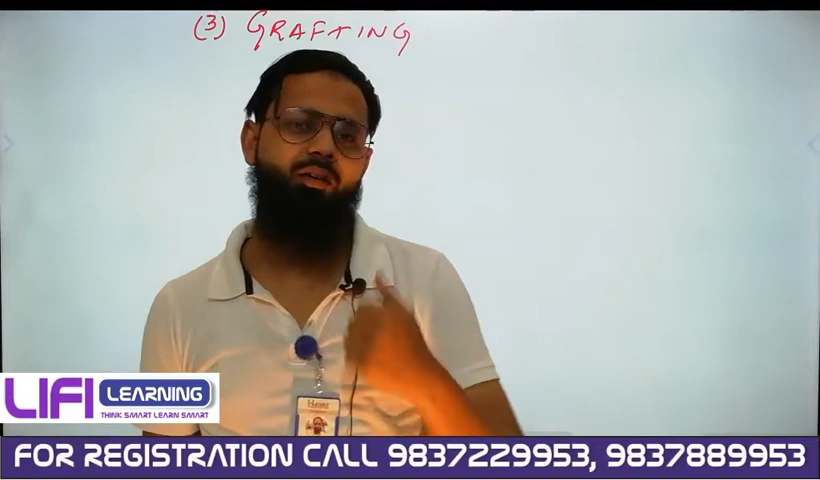 (3) GRAFTING
LIFI LEARNING
THINK SMART LEARN SMART
FOR REGISTRATION CALL 9837229953, 9837889953